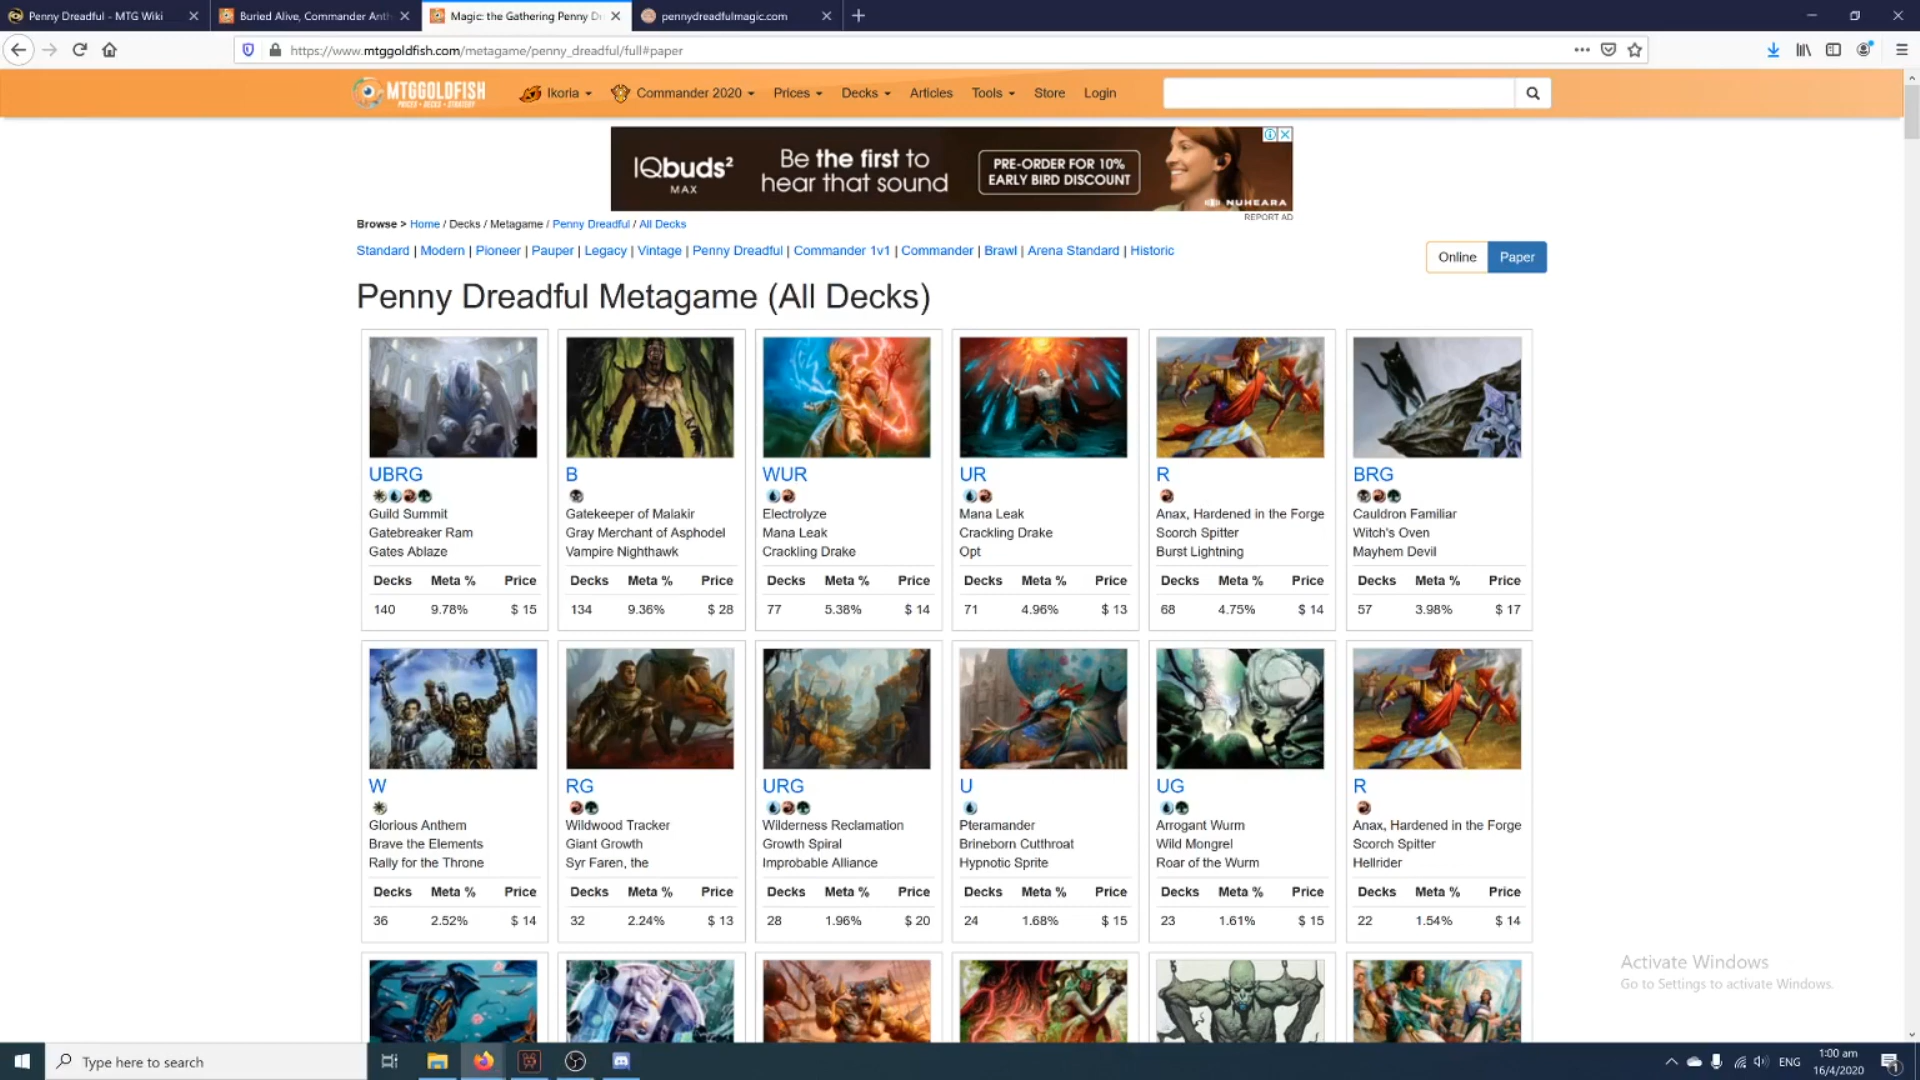 Penny Dreadful - MTG Wiki
Buried Alive, Commander Anth
Magic: the Gathering Penny D
pennydreadfulmagic.com
https://www.mtggoldfish.com/metagame/penny_dreadful/full#paper
MTGGOLDFISH
PRICES • DECKS • STRATEGY
Ikoria
Commander 2020
Prices
Decks
Articles
Tools
Store
Login
IQbuds² MAX
Be the first to hear that sound
PRE-ORDER FOR 10% EARLY BIRD DISCOUNT
NUHEARA
REPORT AD
Browse > Home / Decks / Metagame / Penny Dreadful / All Decks
Standard | Modern | Pioneer | Pauper | Legacy | Vintage | Penny Dreadful | Commander 1v1 | Commander | Brawl | Arena Standard | Historic
Online Paper
Penny Dreadful Metagame (All Decks)
UBRG
Guild Summit
Gatebreaker Ram
Gates Ablaze
Decks Meta % Price
140 9.78% $ 15
B
Gatekeeper of Malakir
Gray Merchant of Asphodel
Vampire Nighthawk
Decks Meta % Price
134 9.36% $ 28
WUR
Electrolyze
Mana Leak
Crackling Drake
Decks Meta % Price
77 5.38% $ 14
UR
Mana Leak
Crackling Drake
Opt
Decks Meta % Price
71 4.96% $ 13
R
Anax, Hardened in the Forge
Scorch Spitter
Burst Lightning
Decks Meta % Price
68 4.75% $ 14
BRG
Cauldron Familiar
Witch's Oven
Mayhem Devil
Decks Meta % Price
57 3.98% $ 17
W
Glorious Anthem
Brave the Elements
Rally for the Throne
Decks Meta % Price
36 2.52% $ 14
RG
Wildwood Tracker
Giant Growth
Syr Faren, the
Decks Meta % Price
32 2.24% $ 13
URG
Wilderness Reclamation
Growth Spiral
Improbable Alliance
Decks Meta % Price
28 1.96% $ 20
U
Pteramander
Brineborn Cutthroat
Hypnotic Sprite
Decks Meta % Price
24 1.68% $ 15
UG
Arrogant Wurm
Wild Mongrel
Roar of the Wurm
Decks Meta % Price
23 1.61% $ 15
R
Anax, Hardened in the Forge
Scorch Spitter
Hellrider
Decks Meta % Price
22 1.54% $ 14
Activate Windows
Go to Settings to activate Windows.
Type here to search
ENG
1:00 am
16/4/2020
1